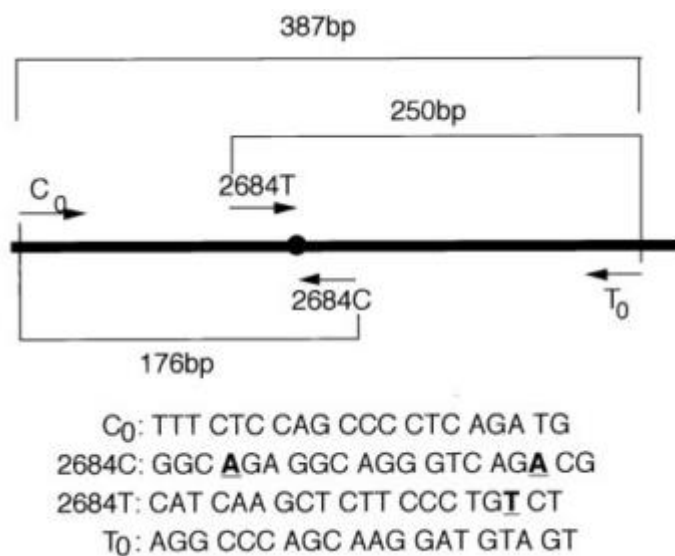 387bp
250bp
C0
2684T
2684C
T0
176bp
C0: TTT CTC CAG CCC CTC AGA TG
2684C: GGC AGA GGC AGG GTC AGA CG
2684T: CAT CAA GCT CTT CCC TGT CT
T0: AGG CCC AGC AAG GAT GTA GT